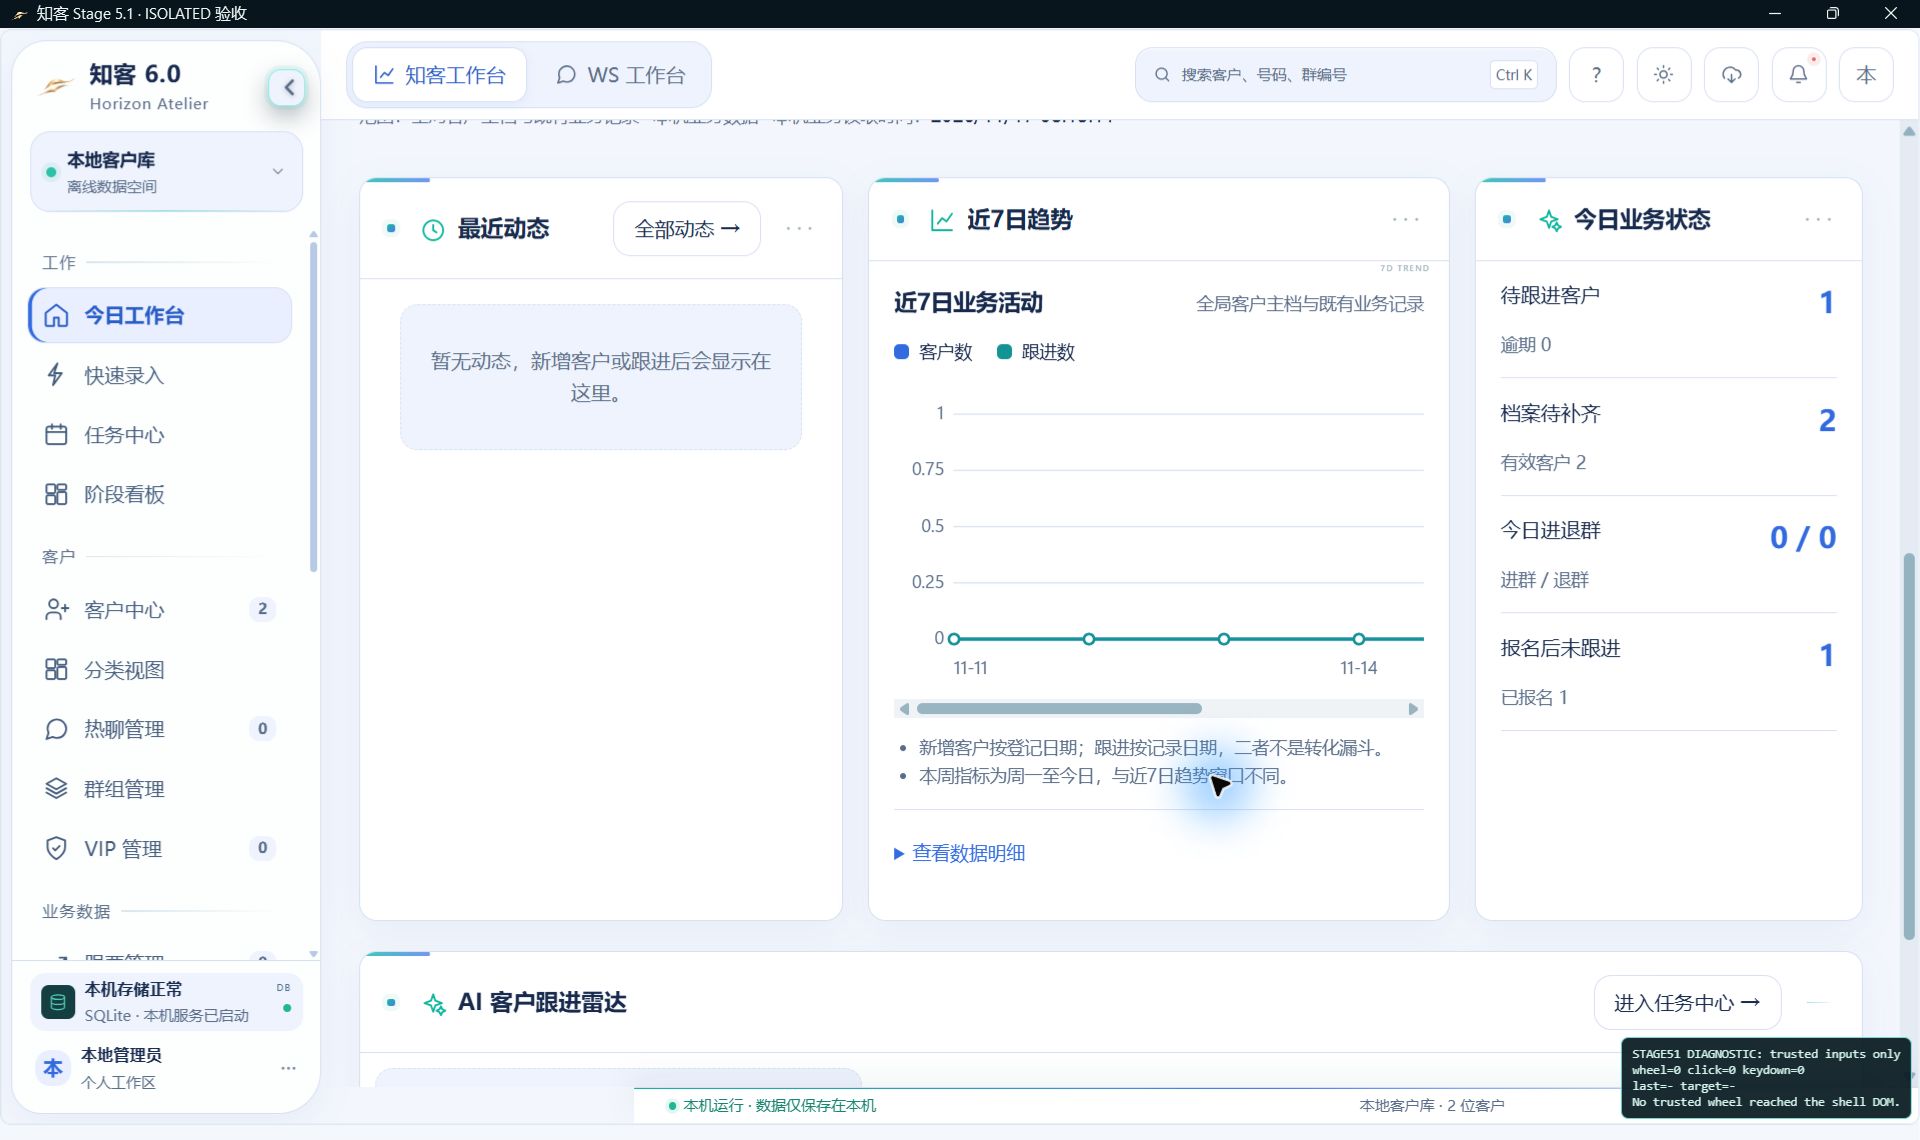 知客 Stage 5.1 · ISOLATED 验收
知客 6.0
Horizon Atelier
本地客户库
离线数据空间
工作
今日工作台
快速录入
任务中心
阶段看板
客户
客户中心 2
分类视图
热聊管理 0
群组管理
VIP 管理 0
业务数据
本机存储正常 DB
SQLite · 本机服务已启动
本 本地管理员
个人工作区
知客工作台 WS 工作台
搜索客户、号码、群编号 Ctrl K ? 本
最近动态 全部动态 →
暂无动态，新增客户或跟进后会显示在
这里。
近7日趋势
7D TREND
近7日业务活动 全局客户主档与既有业务记录
客户数 跟进数
1
0.75
0.5
0.25
0
11-11 11-14
新增客户按登记日期；跟进按记录日期，二者不是转化漏斗。
本周指标为周一至今日，与近7日趋势窗口不同。
查看数据明细
今日业务状态
待跟进客户 1
逾期 0
档案待补齐 2
有效客户 2
今日进退群 0 / 0
进群 / 退群
报名后未跟进 1
已报名 1
AI 客户跟进雷达 进入任务中心 →
STAGE51 DIAGNOSTIC: trusted inputs only
wheel=0 click=0 keydown=0
last=- target=-
No trusted wheel reached the shell DOM.
本机运行 · 数据仅保存在本机 本地客户库 · 2 位客户